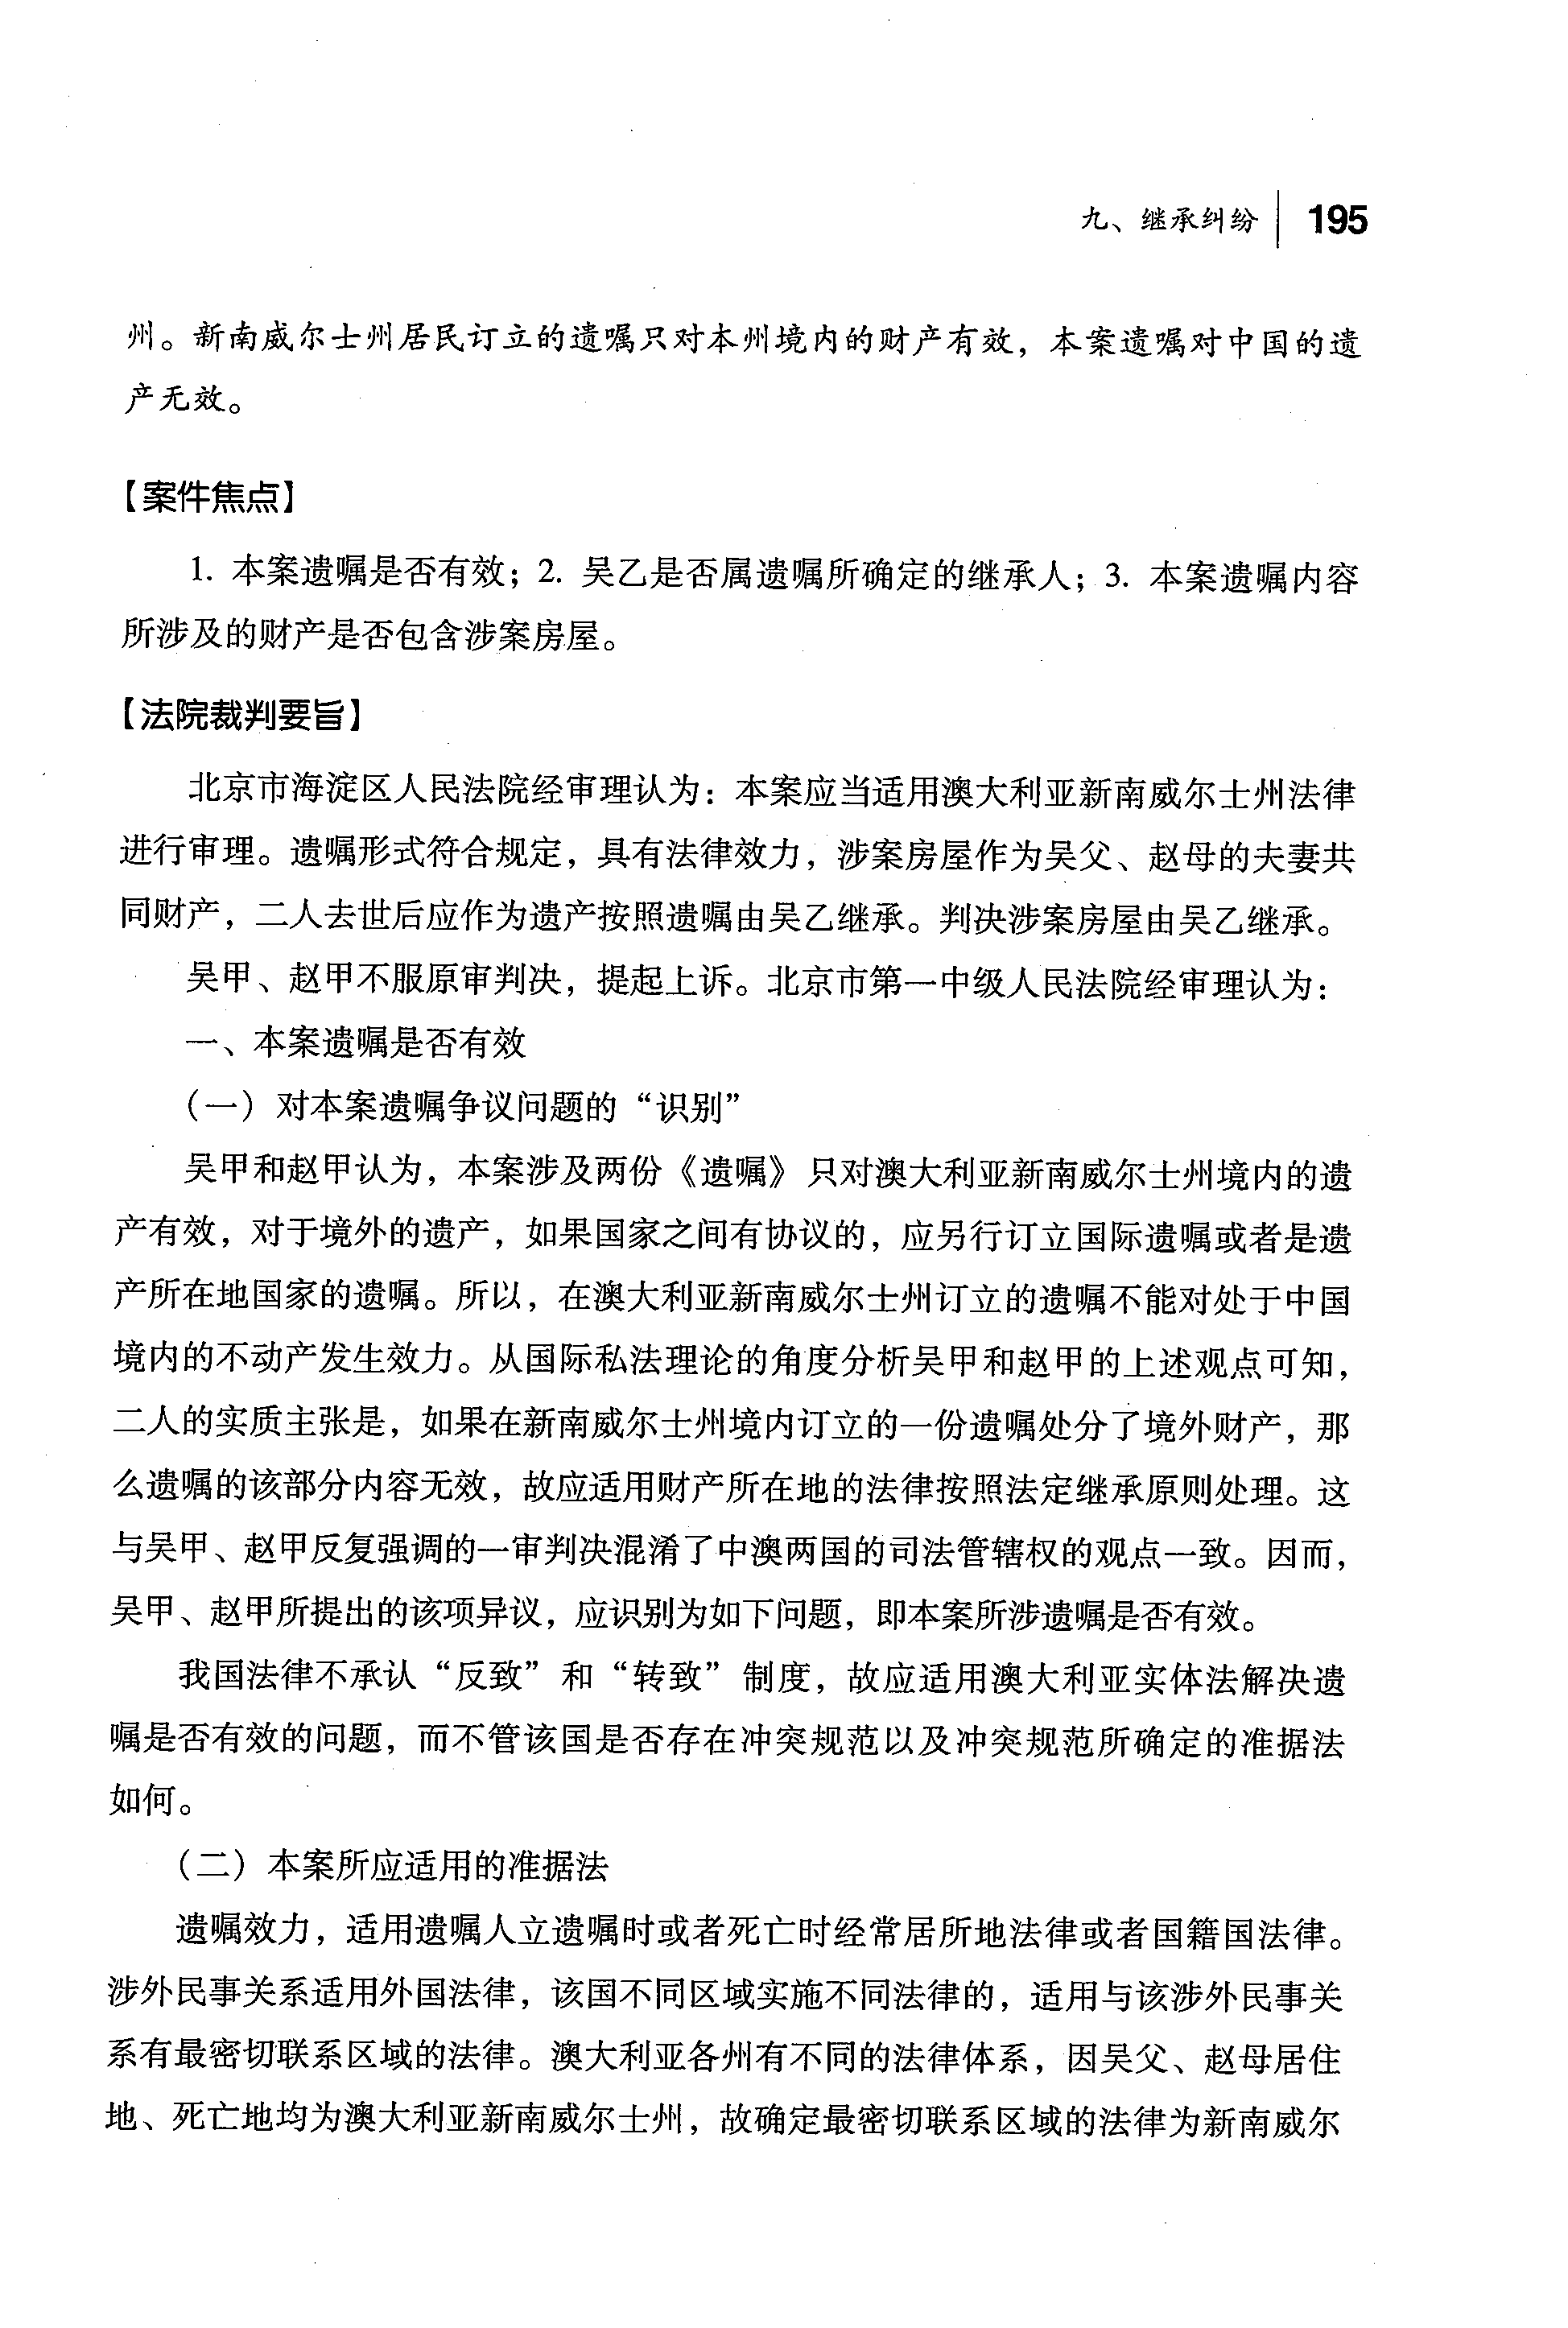 九、继承纠纷 195
州。新南威尔士州居民订立的遗嘱只对本州境内的财产有效，本案遗嘱对中国的遗
产无效。
【案件焦点】
1. 本案遗嘱是否有效；2. 吴乙是否属遗嘱所确定的继承人；3. 本案遗嘱内容
所涉及的财产是否包含涉案房屋。
【法院裁判要旨】
北京市海淀区人民法院经审理认为：本案应当适用澳大利亚新南威尔士州法律
进行审理。遗嘱形式符合规定，具有法律效力，涉案房屋作为吴父、赵母的夫妻共
同财产，二人去世后应作为遗产按照遗嘱由吴乙继承。判决涉案房屋由吴乙继承。
吴甲、赵甲不服原审判决，提起上诉。北京市第一中级人民法院经审理认为：
一、本案遗嘱是否有效
（一）对本案遗嘱争议问题的“识别”
吴甲和赵甲认为，本案涉及两份《遗嘱》只对澳大利亚新南威尔士州境内的遗
产有效，对于境外的遗产，如果国家之间有协议的，应另行订立国际遗嘱或者是遗
产所在地国家的遗嘱。所以，在澳大利亚新南威尔士州订立的遗嘱不能对处于中国
境内的不动产发生效力。从国际私法理论的角度分析吴甲和赵甲的上述观点可知，
二人的实质主张是，如果在新南威尔士州境内订立的一份遗嘱处分了境外财产，那
么遗嘱的该部分内容无效，故应适用财产所在地的法律按照法定继承原则处理。这
与吴甲、赵甲反复强调的一审判决混淆了中澳两国的司法管辖权的观点一致。因而，
吴甲、赵甲所提出的该项异议，应识别为如下问题，即本案所涉遗嘱是否有效。
我国法律不承认“反致”和“转致”制度，故应适用澳大利亚实体法解决遗
嘱是否有效的问题，而不管该国是否存在冲突规范以及冲突规范所确定的准据法
如何。
（二）本案所应适用的准据法
遗嘱效力，适用遗嘱人立遗嘱时或者死亡时经常居所地法律或者国籍国法律。
涉外民事关系适用外国法律，该国不同区域实施不同法律的，适用与该涉外民事关
系有最密切联系区域的法律。澳大利亚各州有不同的法律体系，因吴父、赵母居住
地、死亡地均为澳大利亚新南威尔士州，故确定最密切联系区域的法律为新南威尔